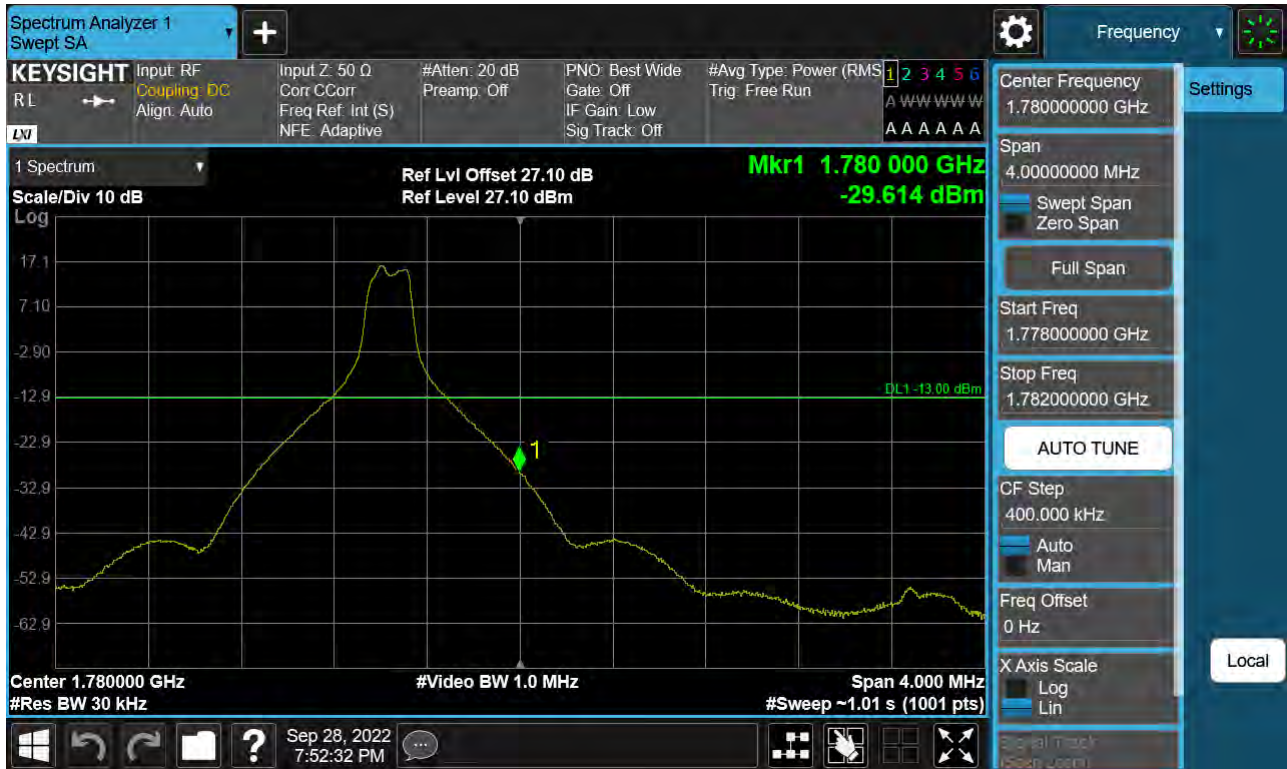 Spectrum Analyzer 1
Swept SA
Frequency
KEYSIGHT
RL
LXI
Input: RF
Coupling: DC
Align: Auto
Input Z: 50 Ω
Corr CCorr
Freq Ref: Int (S)
NFE: Adaptive
#Atten: 20 dB
Preamp: Off
PNO: Best Wide
Gate: Off
IF Gain: Low
Sig Track: Off
#Avg Type: Power (RMS
Trig: Free Run
1 2 3 4 5 6
A W W W W W
A A A A A A
1 Spectrum
Scale/Div 10 dB
Log
Ref Lvl Offset 27.10 dB
Ref Level 27.10 dBm
Mkr1 1.780 000 GHz
-29.614 dBm
17.1
7.10
-2.90
-12.9
-22.9
-32.9
-42.9
-52.9
-62.9
DL1 -13.00 dBm
1
Center 1.780000 GHz
#Res BW 30 kHz
#Video BW 1.0 MHz
Span 4.000 MHz
#Sweep ~1.01 s (1001 pts)
Center Frequency
1.780000000 GHz
Span
4.00000000 MHz
Swept Span
Zero Span
Full Span
Start Freq
1.778000000 GHz
Stop Freq
1.782000000 GHz
AUTO TUNE
CF Step
400.000 kHz
Auto
Man
Freq Offset
0 Hz
X Axis Scale
Log
Lin
Signal Track
(Span Zoom)
Settings
Local
?
Sep 28, 2022
7:52:32 PM